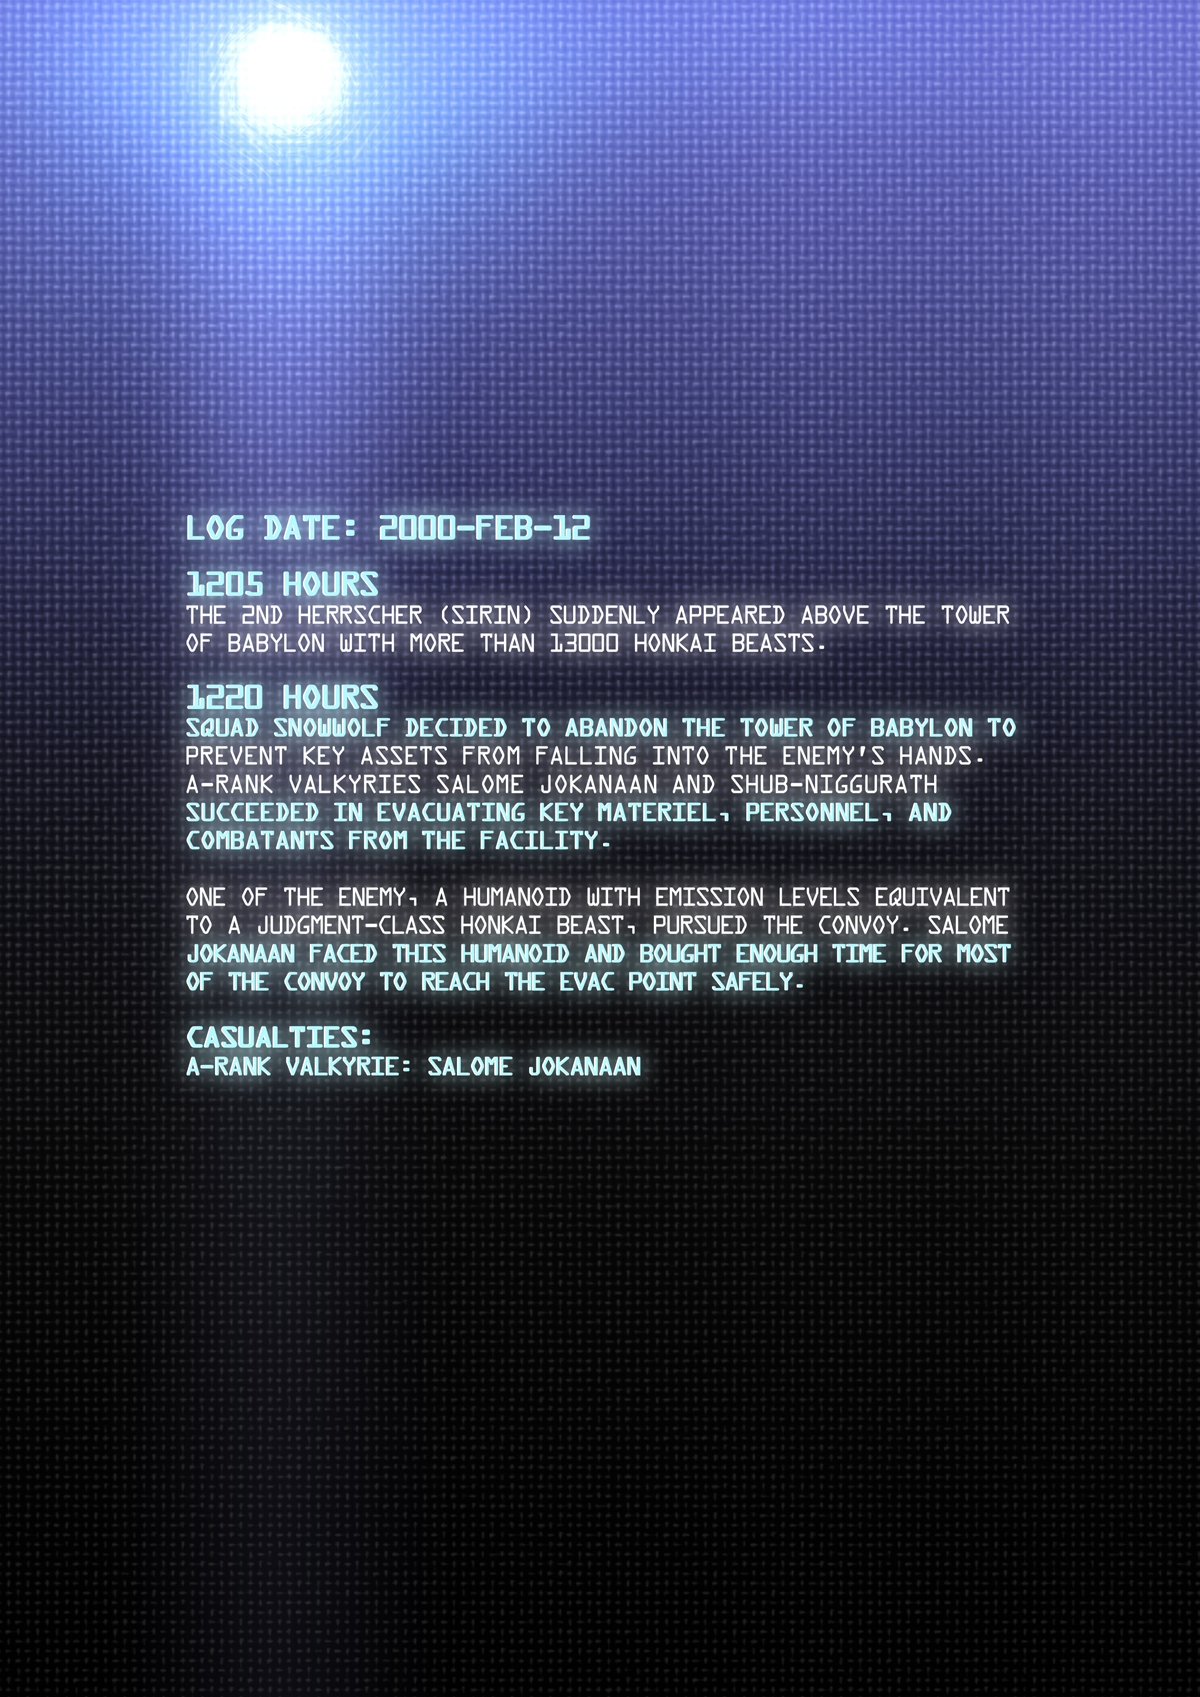 LOG DATE: 2000-FEB-12
1205 HOURS
THE 2ND HERRSCHER (SIRIN) SUDDENLY APPEARED ABOVE THE TOWER
OF BABYLON WITH MORE THAN 13000 HONKAI BEASTS.
1220 HOURS
SQUAD SNOWWOLF DECIDED TO ABANDON THE TOWER OF BABYLON TO
PREVENT KEY ASSETS FROM FALLING INTO THE ENEMY'S HANDS.
A-RANK VALKYRIES SALOME JOKANAAN AND SHUB-NIGGURATH
SUCCEEDED IN EVACUATING KEY MATERIEL, PERSONNEL, AND
COMBATANTS FROM THE FACILITY.
ONE OF THE ENEMY, A HUMANOID WITH EMISSION LEVELS EQUIVALENT
TO A JUDGMENT-CLASS HONKAI BEAST, PURSUED THE CONVOY. SALOME
JOKANAAN FACED THIS HUMANOID AND BOUGHT ENOUGH TIME FOR MOST
OF THE CONVOY TO REACH THE EVAC POINT SAFELY.
CASUALTIES:
A-RANK VALKYRIE: SALOME JOKANAAN